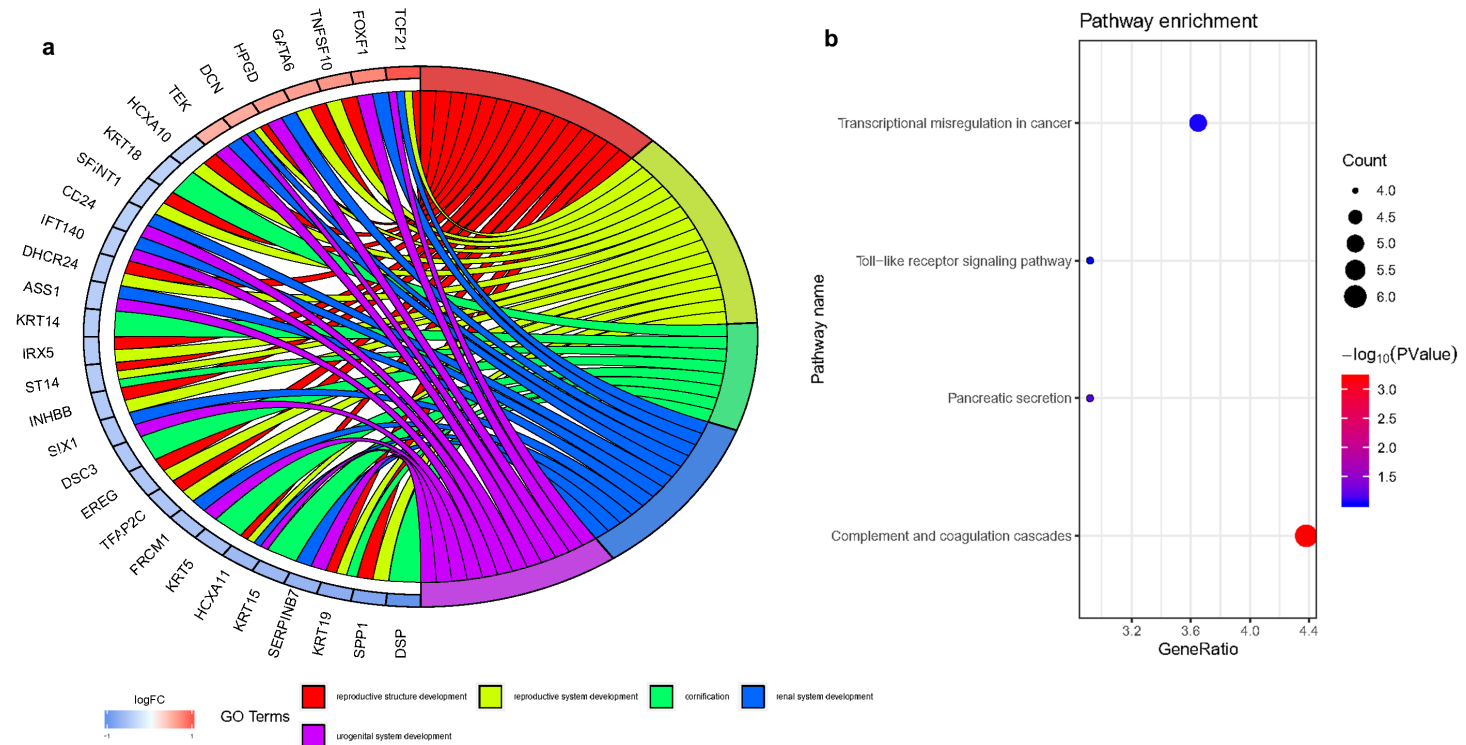 a
TCF21
FOXF1
TNFSF10
GATA6
HPGD
DCN
TEK
HCXA10
KRT18
SFiNT1
CD24
IFT140
DHCR24
ASS1
KRT14
IRX5
ST14
INHBB
SIX1
DSC3
EREG
TFAP2C
FRCM1
KRT5
HCXA11
KRT15
SERPINB7
KRT19
SPP1
DSP
logFC
-1 1
GO Terms
reproductive structure development
reproductive system development
cornification
renal system development
urogenital system development
b
Pathway enrichment
Pathway name
Transcriptional misregulation in cancer
Toll−like receptor signaling pathway
Pancreatic secretion
Complement and coagulation cascades
3.2 3.6 4.0 4.4
GeneRatio
Count
4.0
4.5
5.0
5.5
6.0
−log10(PValue)
3.0
2.5
2.0
1.5